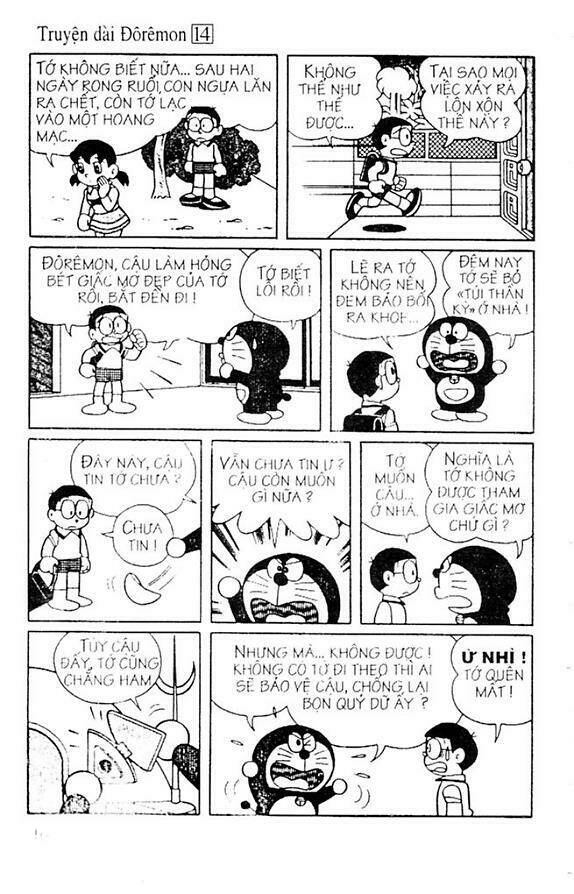 Truyện dài Đôrêmon 14
TỚ KHÔNG BIẾT NỮA... SAU HAI
NGÀY RONG RUỔI, CON NGỰA LĂN
RA CHẾT, CÒN TỚ LẠC
VÀO MỘT HOANG
MẠC...
KHÔNG
THỂ NHƯ
THẾ
ĐƯỢC...
TẠI SAO MỌI
VIỆC XẢY RA
LỘN XỘN
THẾ NÀY ?
ĐÔRÊMON, CẬU LÀM HỎNG
BÉT GIẤC MƠ ĐẸP CỦA TỚ
RỒI, BẮT ĐỀN ĐI !
TỚ BIẾT
LỖI RỒI !
LẼ RA TỚ
KHÔNG NÊN
ĐEM BẢO BỐI
RA KHOE...
ĐÊM NAY
TỚ SẼ BỎ
«TÚI THẦN
KỲ» Ở NHÀ !
ĐÂY NÀY, CẬU
TIN TỚ CHƯA ?
CHƯA
TIN !
VẪN CHƯA TIN Ư ?
CẬU CÒN MUỐN
GÌ NỮA ?
TỚ
MUỐN
CẬU...
Ở NHÀ.
NGHĨA LÀ
TỚ KHÔNG
ĐƯỢC THAM
GIA GIẤC MƠ
CHỨ GÌ ?
TÙY CẬU
ĐẤY, TỚ CŨNG
CHẲNG HAM
NHƯNG MÀ... KHÔNG ĐƯỢC !
KHÔNG CÓ TỚ ĐI THEO THÌ AI
SẼ BẢO VỆ CẬU, CHỐNG LẠI
BỌN QUỶ DỮ ẤY ?
Ừ NHỈ !
TỚ QUÊN
MẤT !